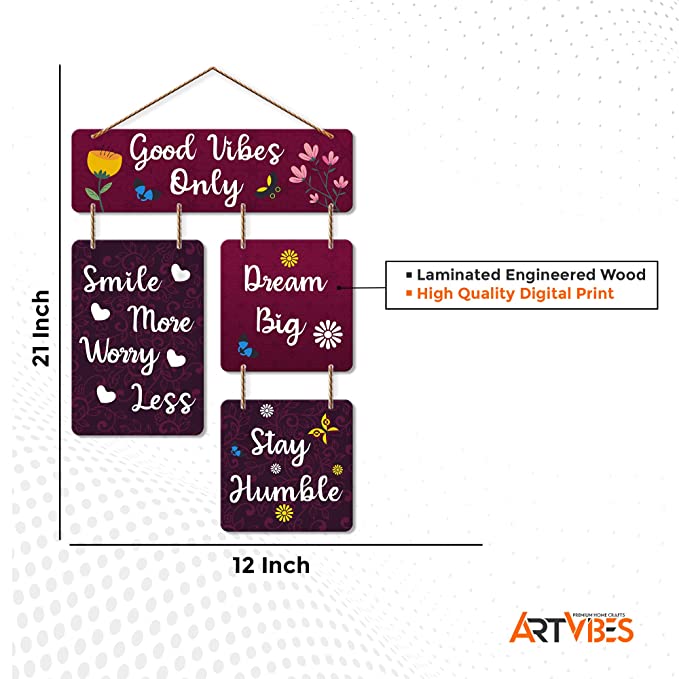 Good Vibes
Only
Smile
More
Worry
Less
Dream
Big
Stay
Humble
21 Inch
12 Inch
▪ Laminated Engineered Wood
▪ High Quality Digital Print
PREMIUM HOME CRAFTS
ARTVIBES